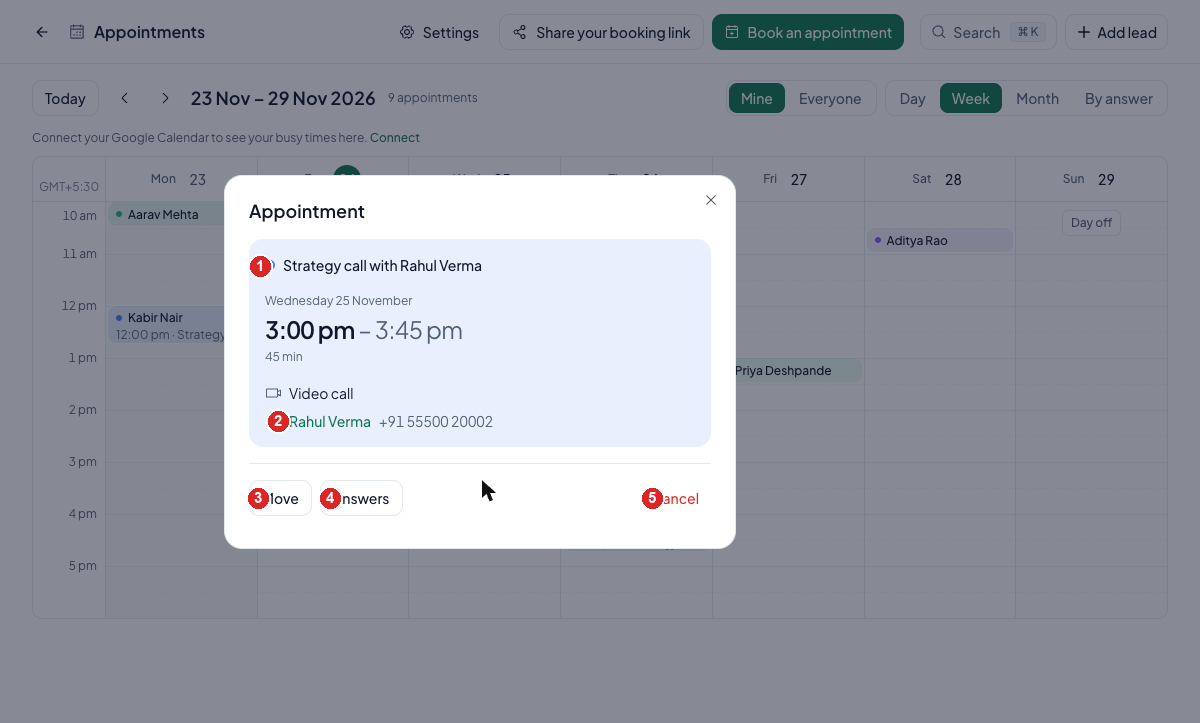 Appointments
Settings
Share your booking link
Book an appointment
Search
⌘ K
Add lead
Today
23 Nov – 29 Nov 2026
9 appointments
Mine
Everyone
Day
Week
Month
By answer
Connect your Google Calendar to see your busy times here. Connect
GMT+5:30
Mon 23
Fri 27
Sat 28
Sun 29
10 am
Aarav Mehta
Day off
Aditya Rao
11 am
12 pm
Kabir Nair
12:00 pm · Strategy
1 pm
Priya Deshpande
2 pm
3 pm
4 pm
5 pm
Appointment
1
Strategy call with Rahul Verma
Wednesday 25 November
3:00 pm – 3:45 pm
45 min
Video call
2
Rahul Verma +91 55500 20002
3
4
5